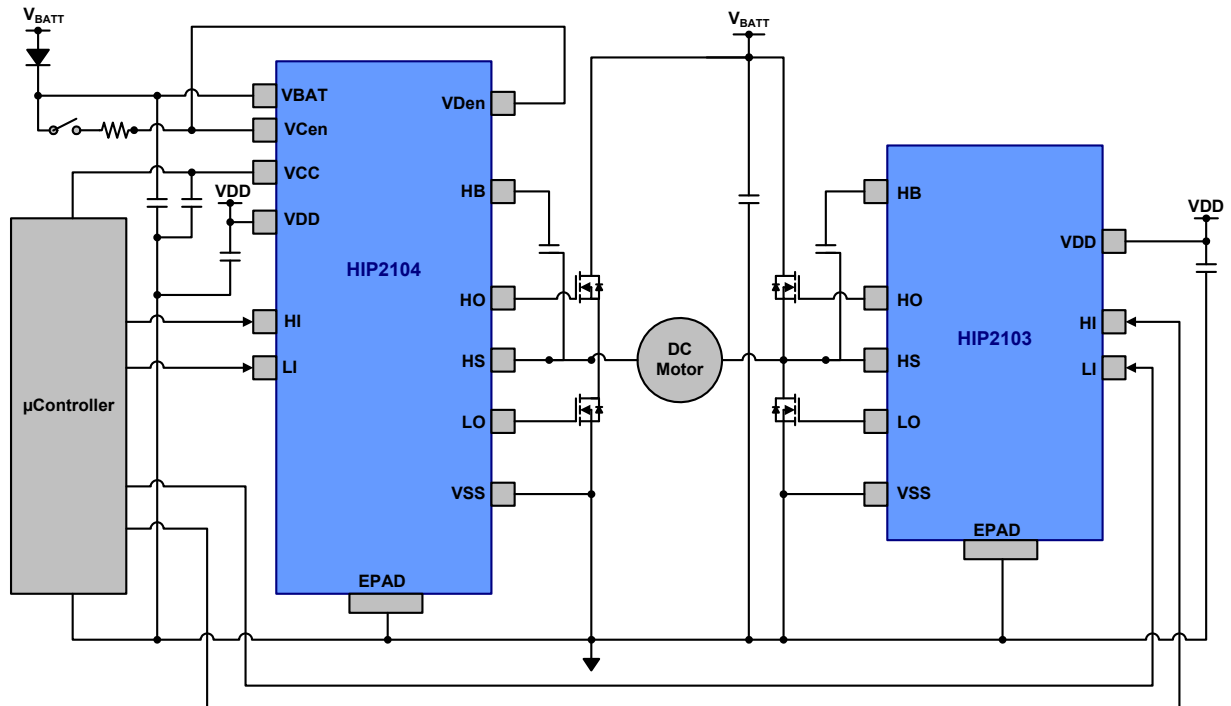 VBATT
VBAT
VCen
VCC
VDD
VDD
HI
LI
HIP2104
VDen
HB
HO
HS
LO
VSS
EPAD
µController
VBATT
DC
Motor
HB
HO
HS
LO
VSS
HIP2103
VDD
HI
LI
EPAD
VDD